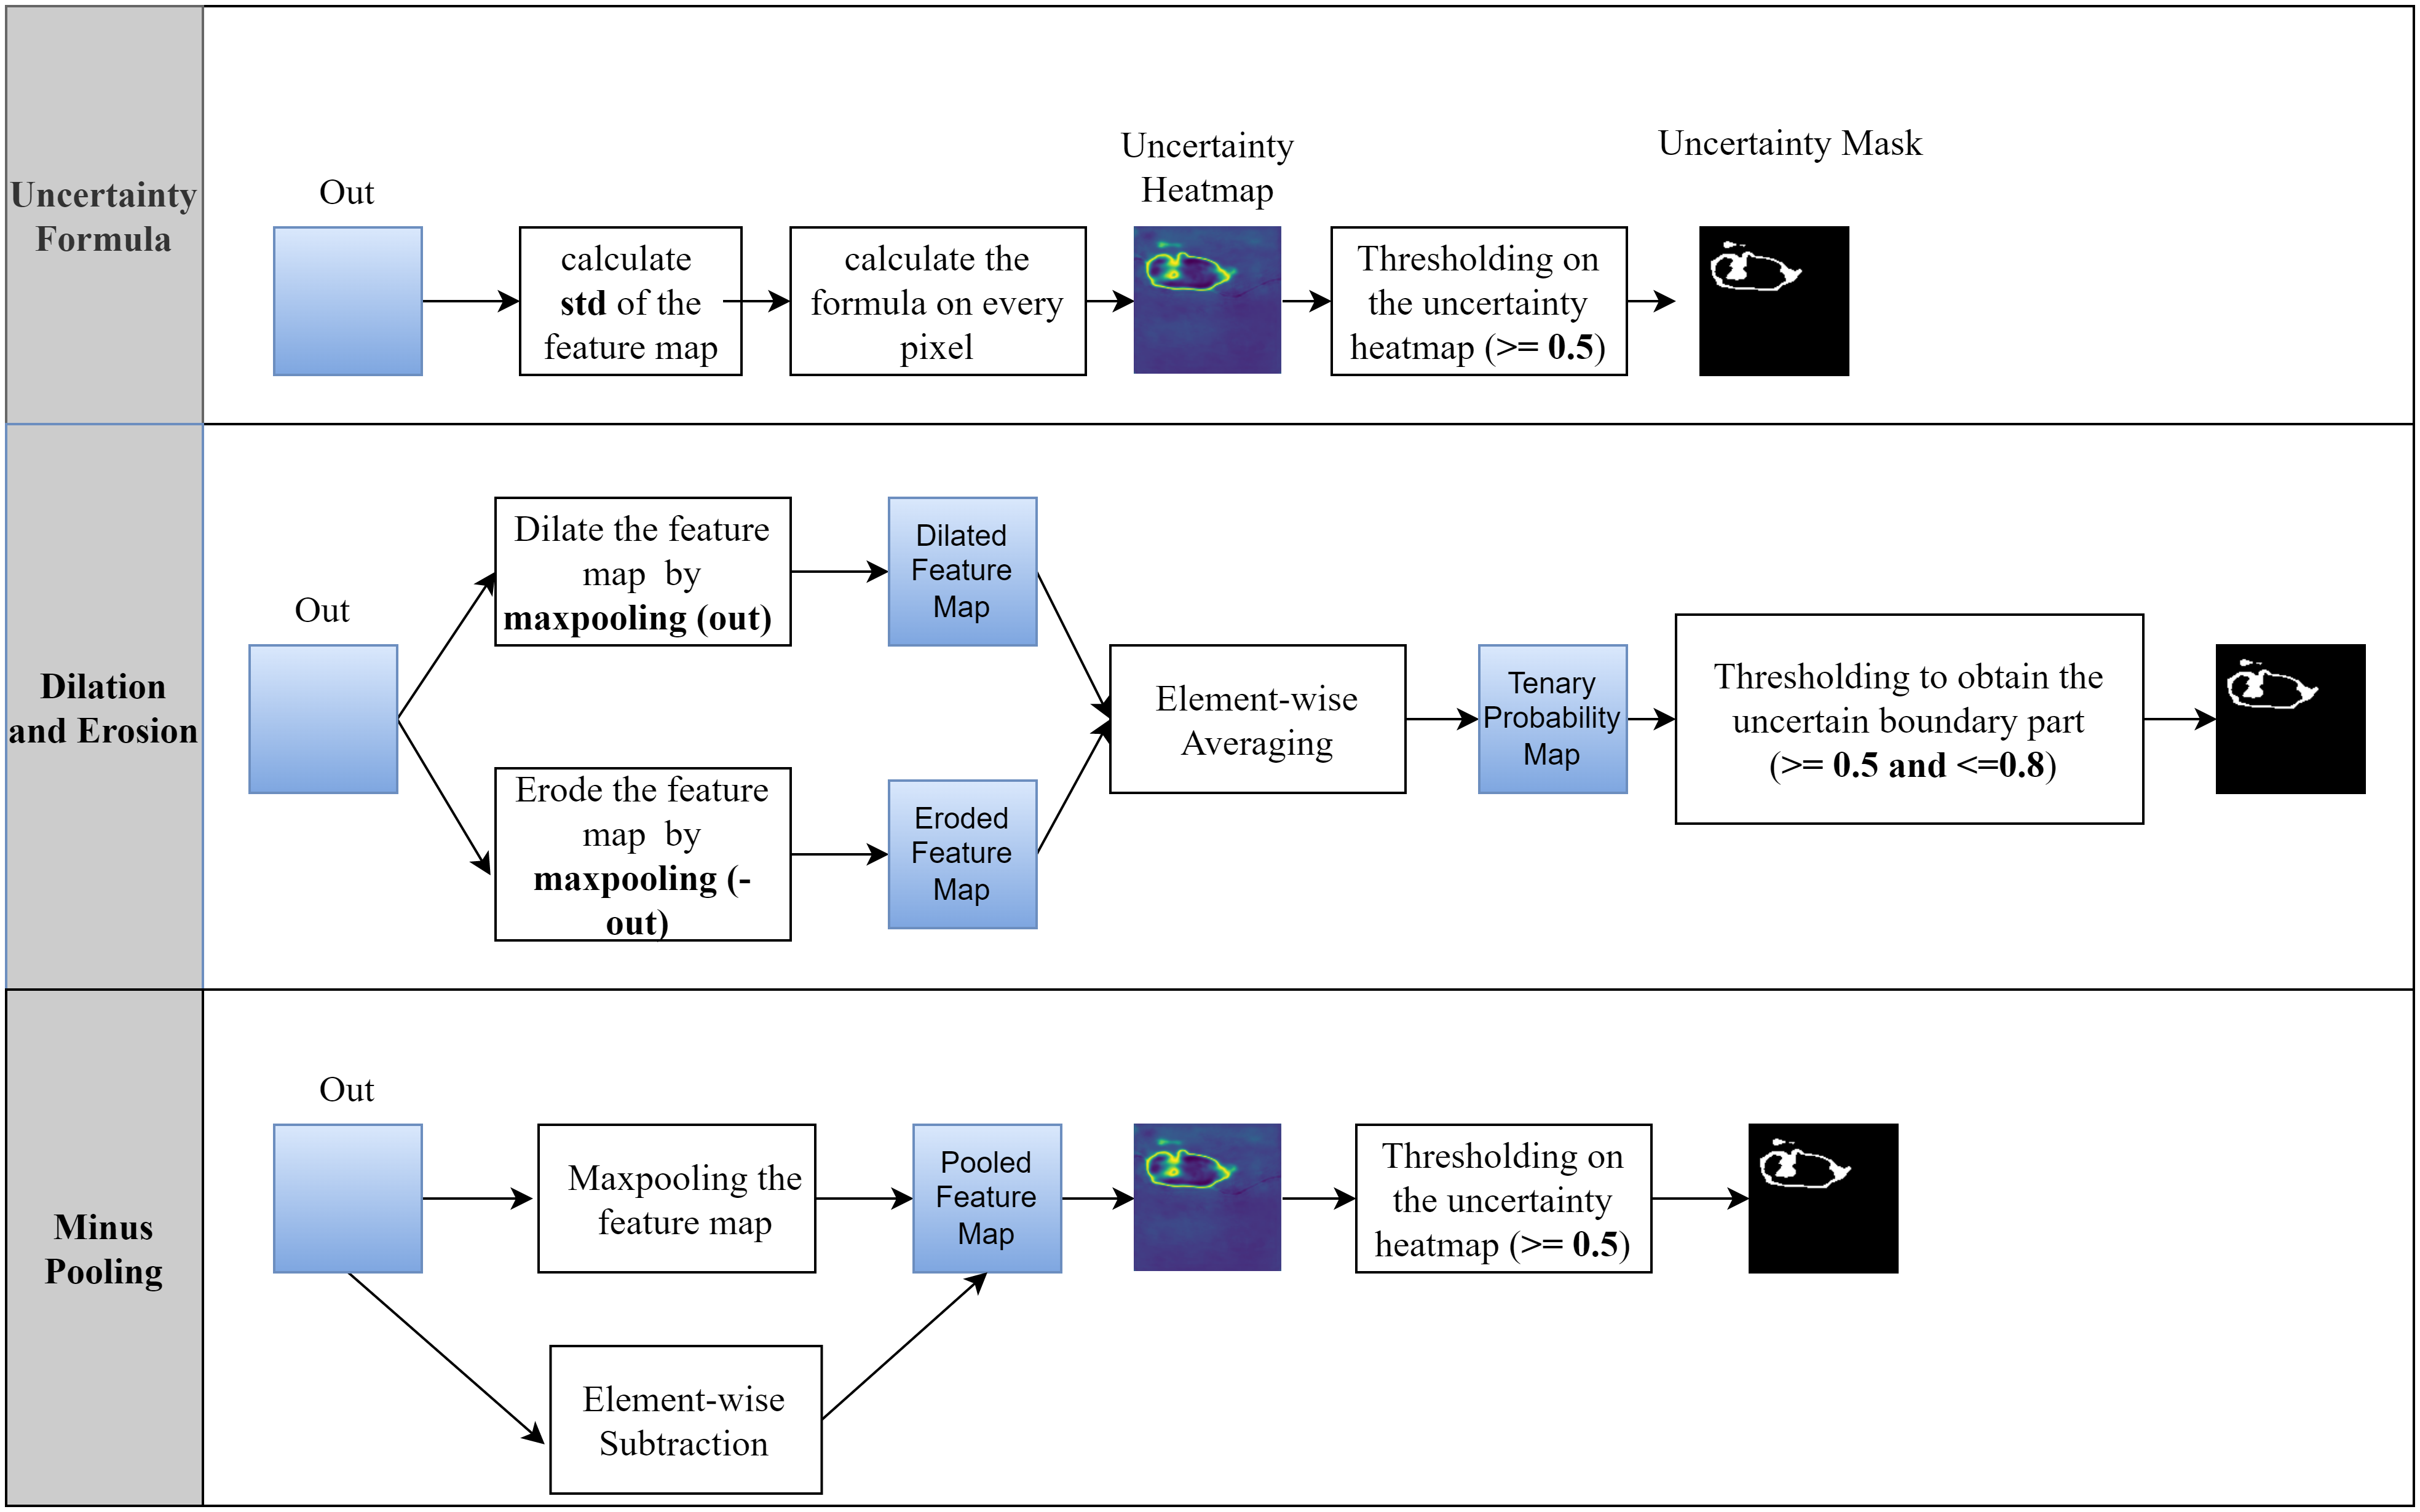 Uncertainty
Formula
Out
calculate
std of the
feature map
calculate the
formula on every
pixel
Uncertainty
Heatmap
Thresholding on
the uncertainty
heatmap (>= 0.5)
Uncertainty Mask
Dilation
and Erosion
Out
Dilate the feature
map by
maxpooling (out)
Dilated
Feature
Map
Erode the feature
map by
maxpooling (-
out)
Eroded
Feature
Map
Element-wise
Averaging
Tenary
Probability
Map
Thresholding to obtain the
uncertain boundary part
(>= 0.5 and <=0.8)
Minus
Pooling
Out
Maxpooling the
feature map
Pooled
Feature
Map
Thresholding on
the uncertainty
heatmap (>= 0.5)
Element-wise
Subtraction